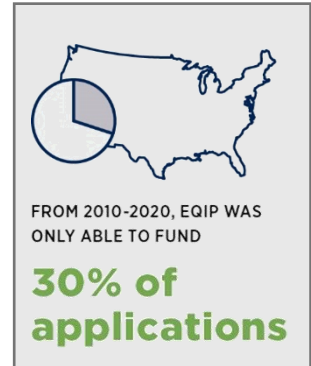 FROM 2010-2020, EQIP WAS
ONLY ABLE TO FUND
30% of
applications